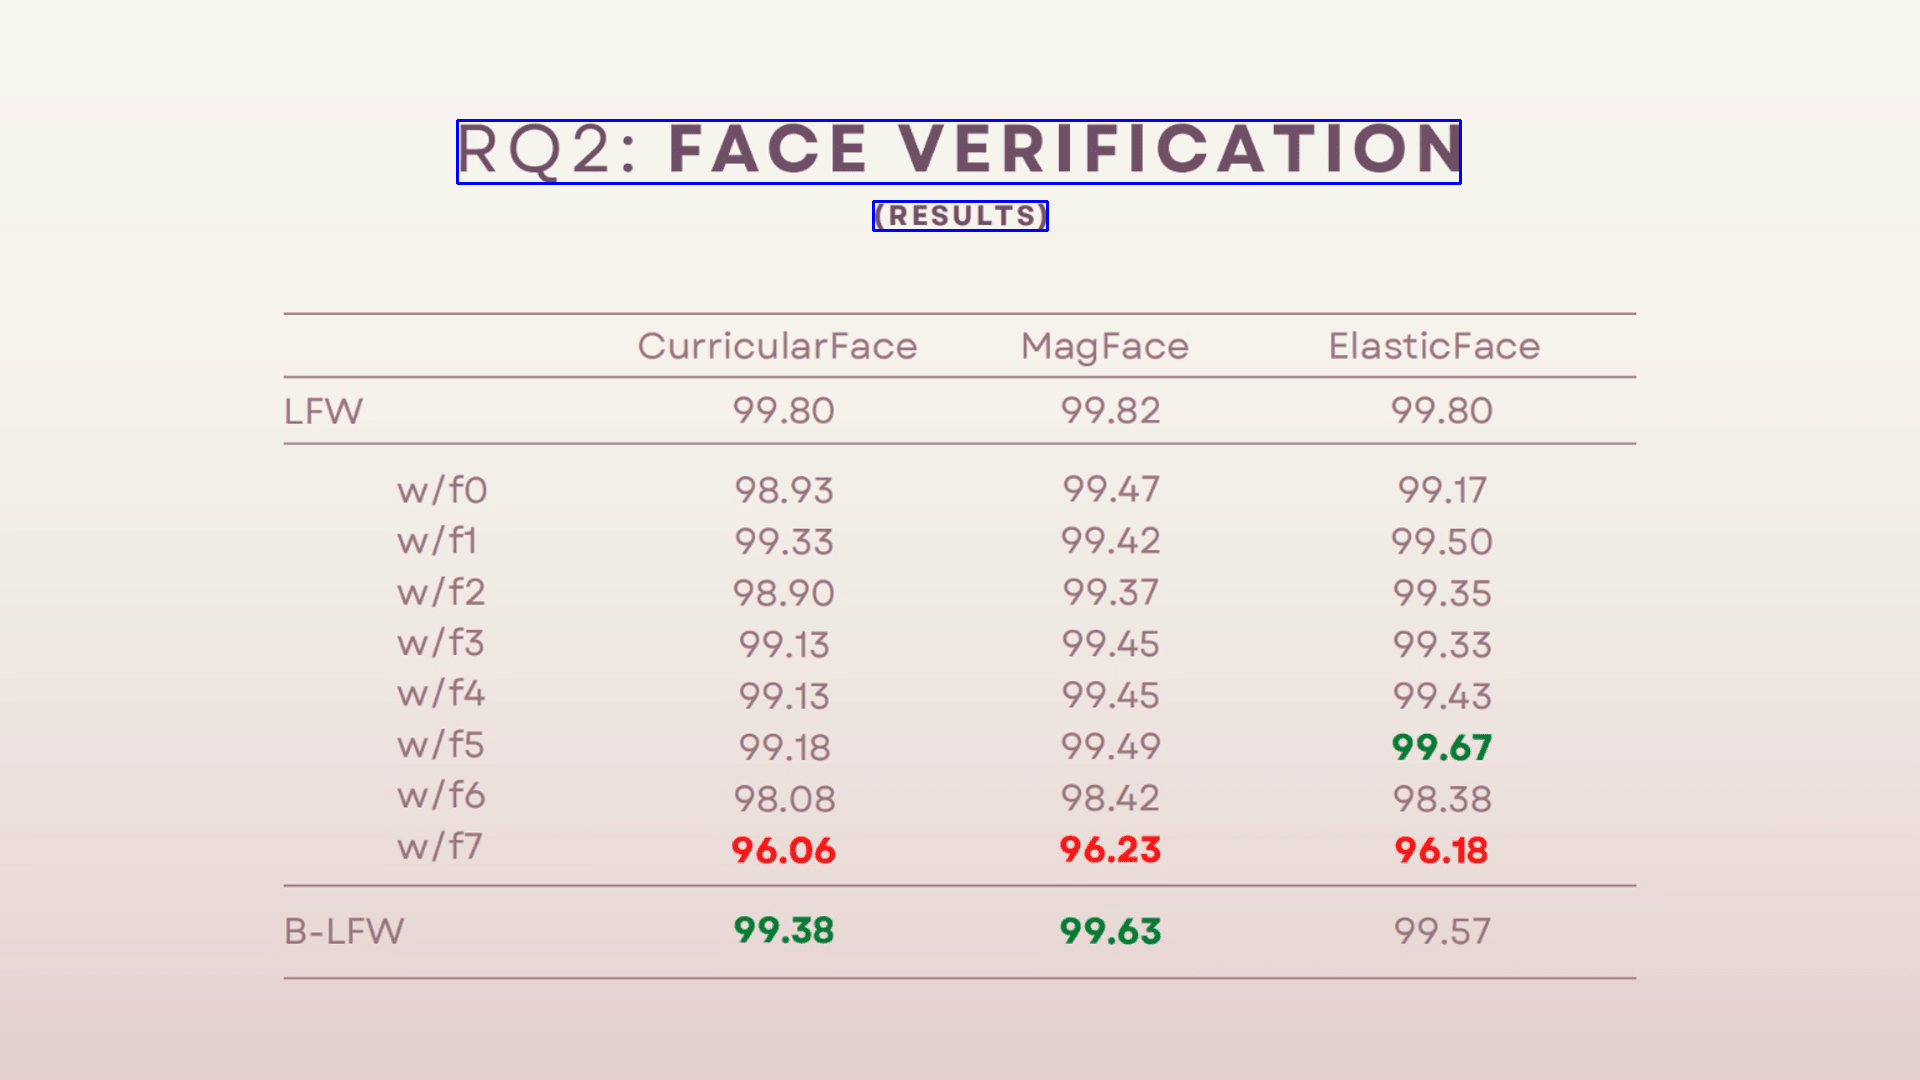 RQ2: FACE VERIFICATION
(RESULTS)
CurricularFace MagFace ElasticFace
LFW 99.80 99.82 99.80
w/f0 98.93 99.47 99.17
w/f1 99.33 99.42 99.50
w/f2 98.90 99.37 99.35
w/f3 99.13 99.45 99.33
w/f4 99.13 99.45 99.43
w/f5 99.18 99.49 99.67
w/f6 98.08 98.42 98.38
w/f7 96.06 96.23 96.18
B-LFW 99.38 99.63 99.57